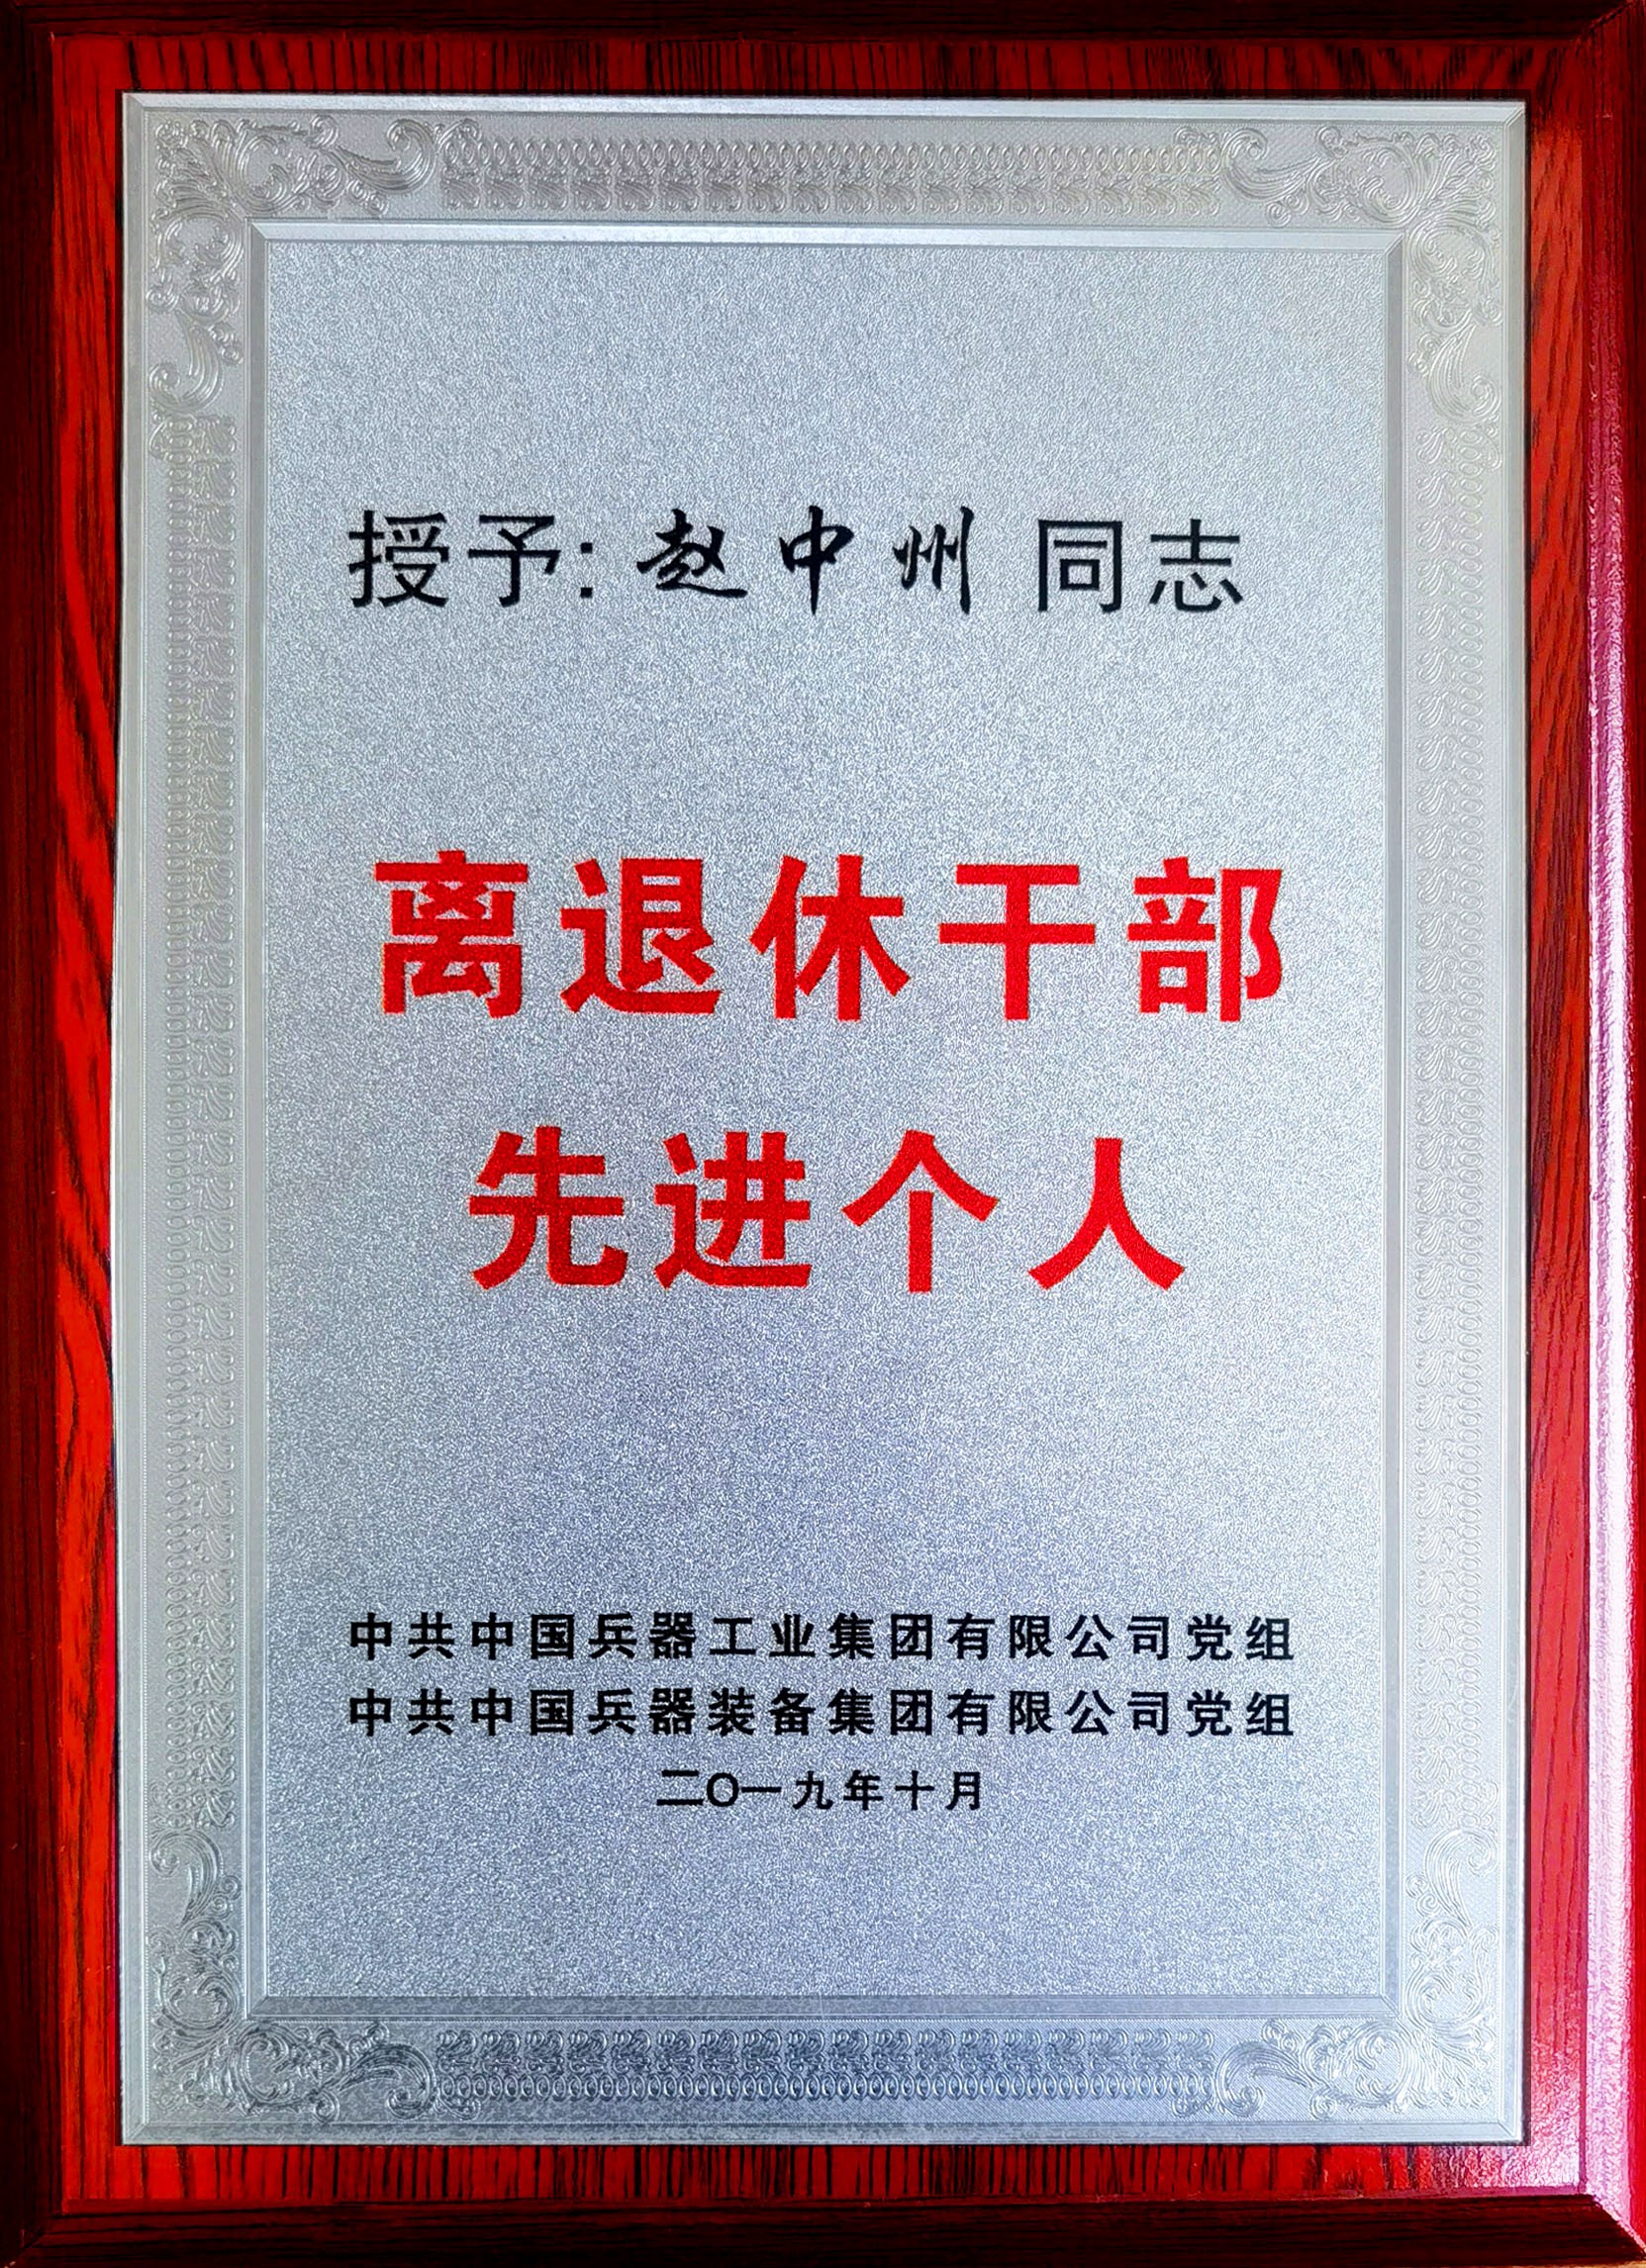 授予: 赵中州 同志
离退休干部
先进个人
中共中国兵器工业集团有限公司党组
中共中国兵器装备集团有限公司党组
二〇一九年十月